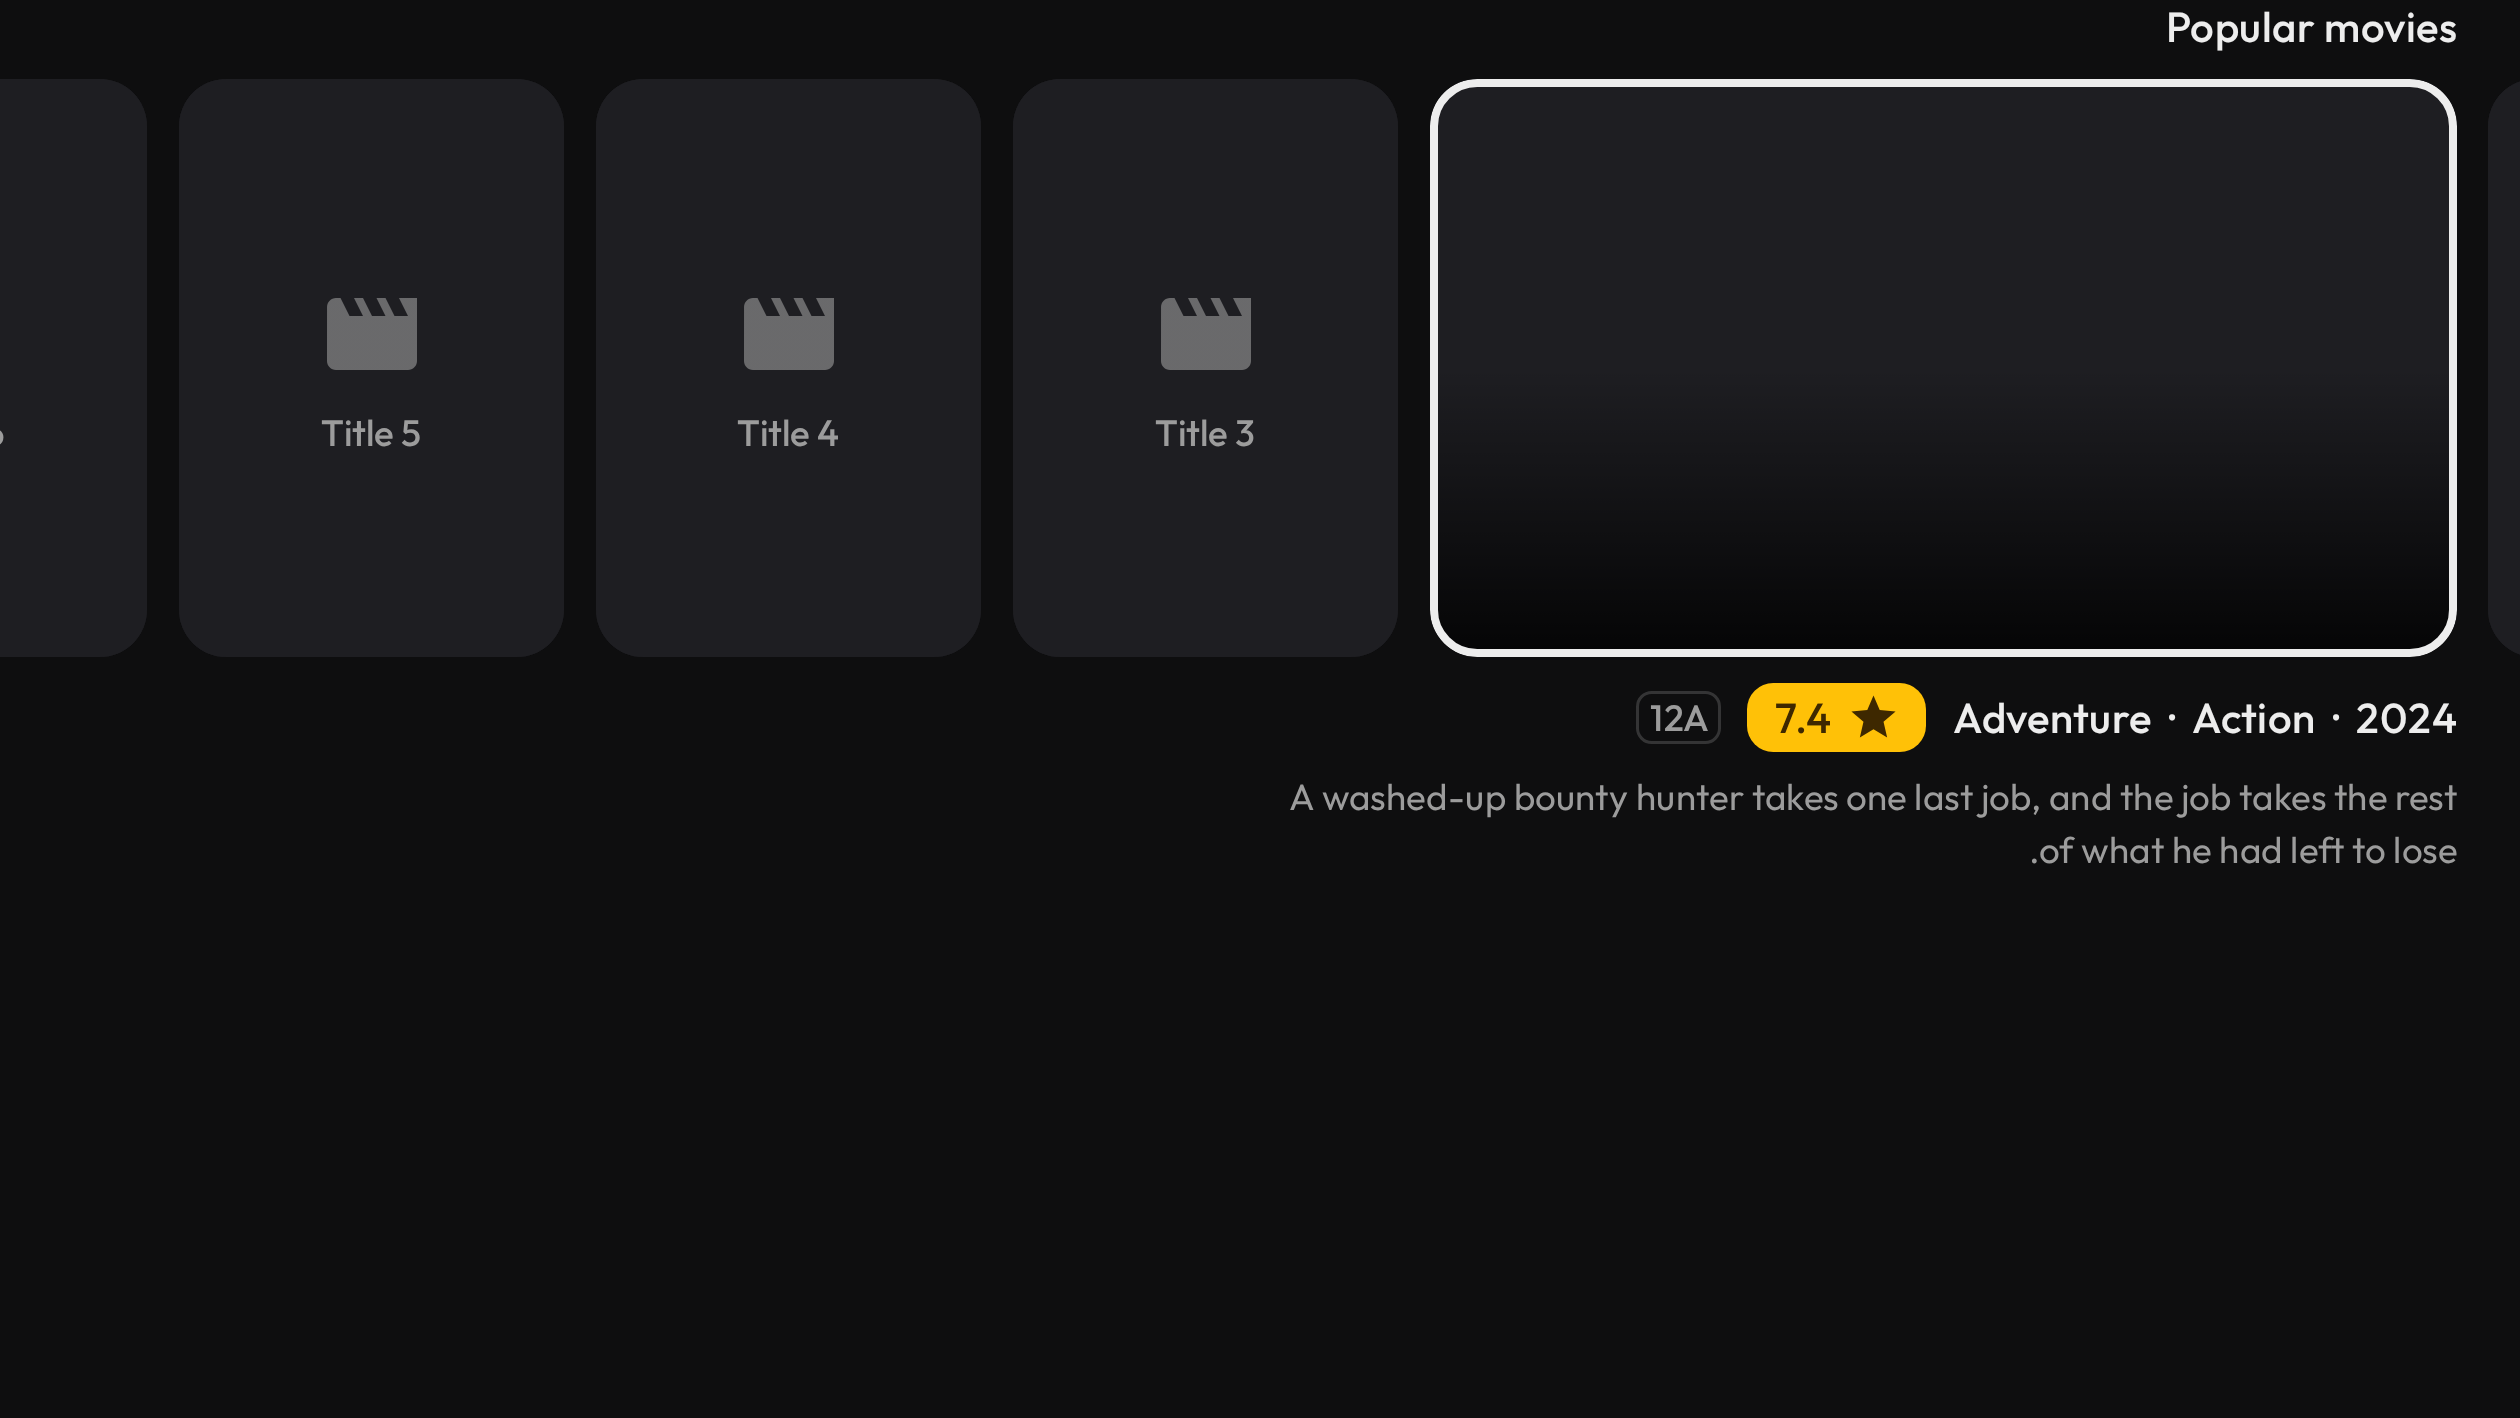 Popular movies
Title 5
Title 4
Title 3
12A 7.4 Adventure · Action · 2024
A washed-up bounty hunter takes one last job, and the job takes the rest
.of what he had left to lose